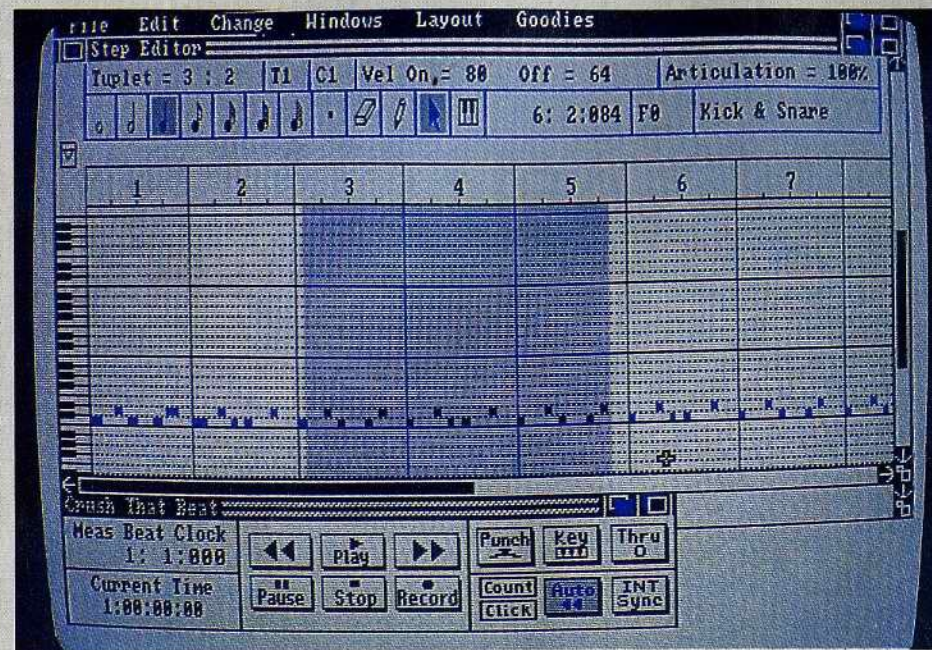 File Edit Change Windows Layout Goodies
Step Editor
Tuplet = 3 : 2 T1 C1 Vel On = 80 Off = 64 Articulation = 100%
6: 2:084 F0 Kick & Snare
1 2 3 4 5 6 7
Crush That Beat
Meas Beat Clock
1: 1:000
Play
Punch
Key
Thru
Current Time
1:00:00:00
Pause Stop Record
Count
Click
Auto
INT
Sync